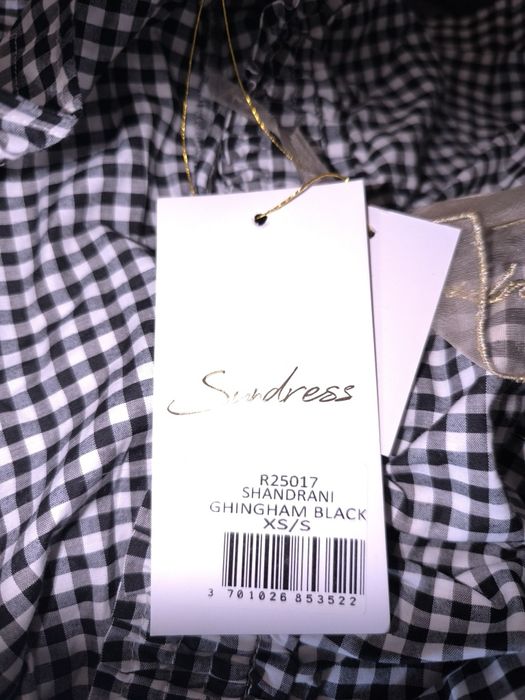 Sundress
R25017
SHANDRANI
GHINGHAM BLACK
XS/S
3 701026 853522